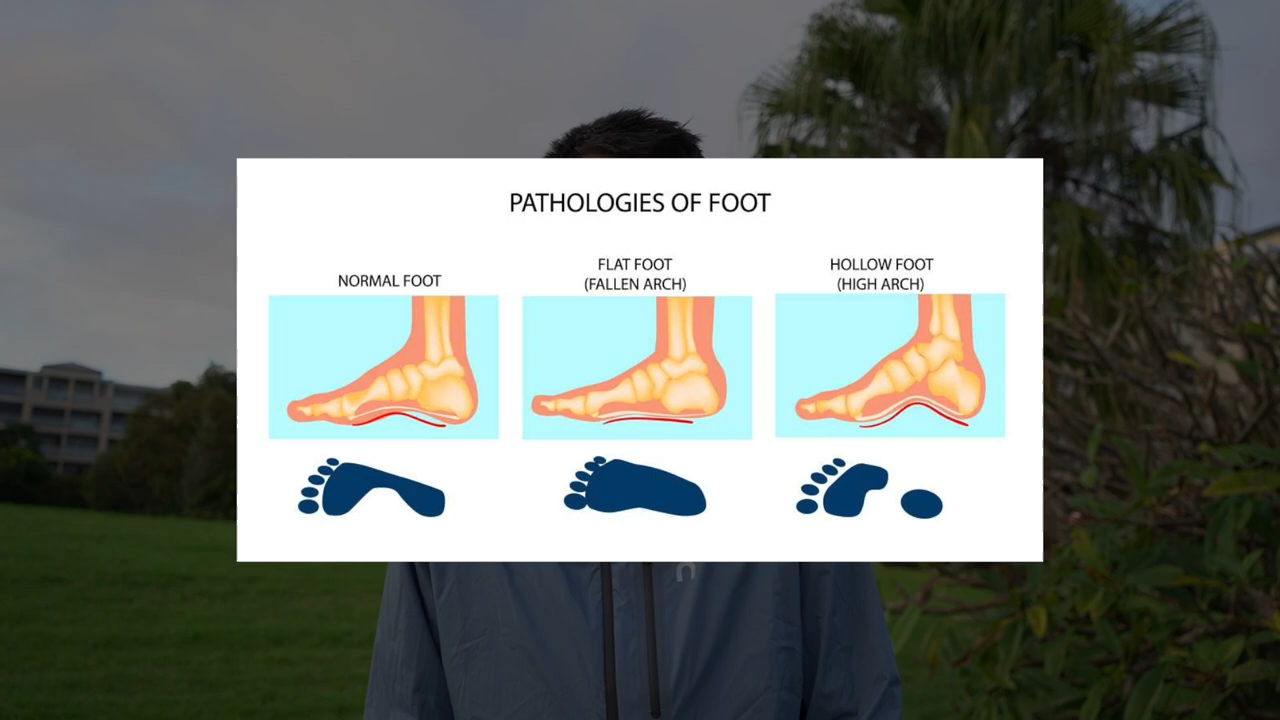 PATHOLOGIES OF FOOT
NORMAL FOOT
FLAT FOOT
(FALLEN ARCH)
HOLLOW FOOT
(HIGH ARCH)